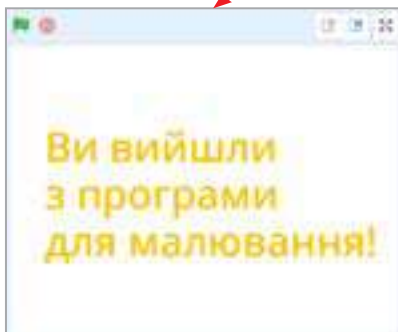 Ви вийшли
з програми
для малювання!